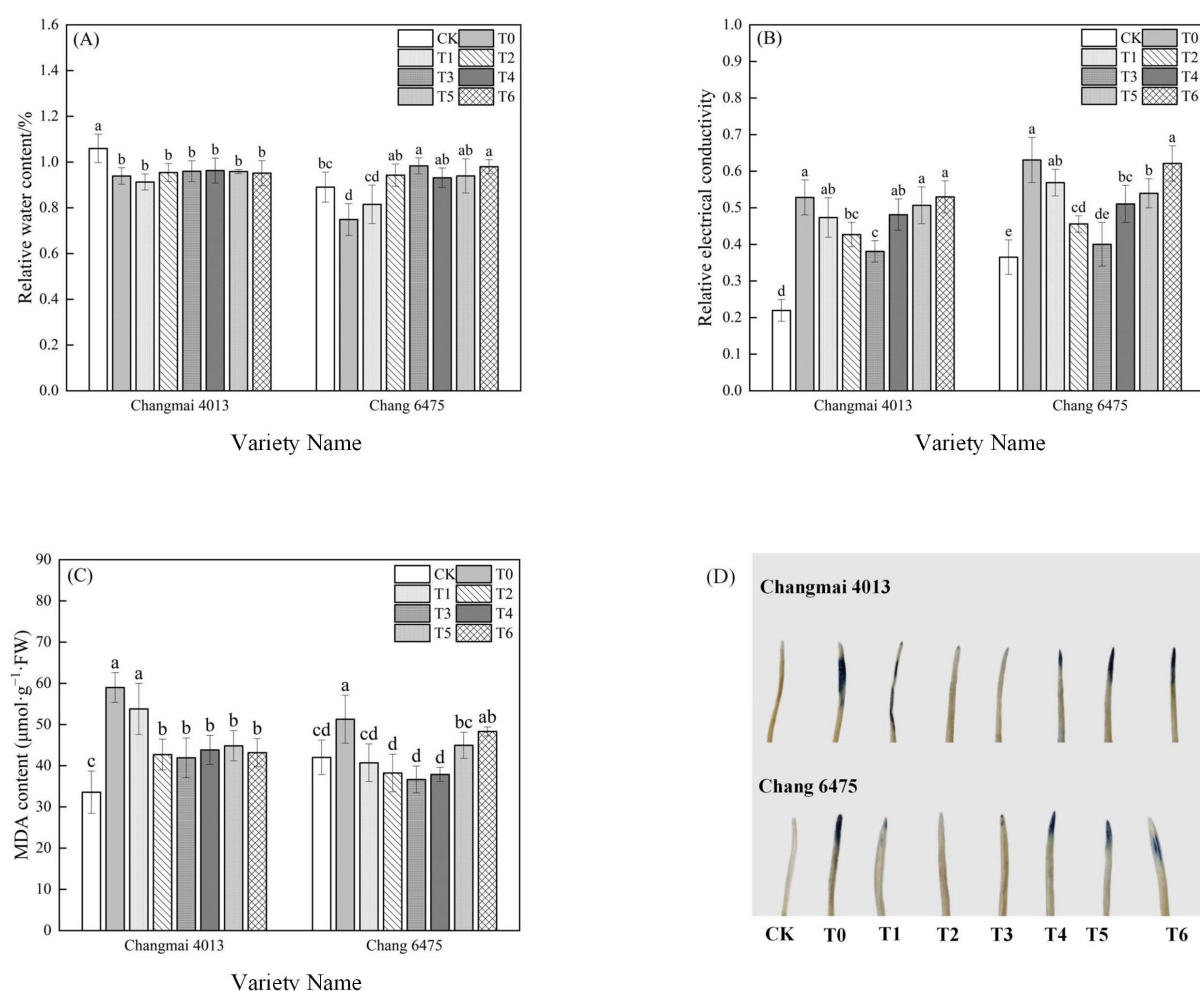 (A)
CK T0
T1 T2
T3 T4
T5 T6
Relative water content/%
1.6
1.4
1.2
1.0
0.8
0.6
0.4
0.2
0.0
a b b b b b b b
bc d cd ab a ab ab a
Changmai 4013 Chang 6475
Variety Name
(B)
CK T0
T1 T2
T3 T4
T5 T6
Relative electrical conductivity
1.0
0.9
0.8
0.7
0.6
0.5
0.4
0.3
0.2
0.1
0.0
d a ab bc c ab a a
e a ab cd de bc b a
Changmai 4013 Chang 6475
Variety Name
(C)
CK T0
T1 T2
T3 T4
T5 T6
MDA content (μmol·g⁻¹·FW)
90
80
70
60
50
40
30
20
10
0
c a a b b b b b
cd a cd d d d bc ab
Changmai 4013 Chang 6475
Variety Name
(D)
Changmai 4013
Chang 6475
CK T0 T1 T2 T3 T4 T5 T6